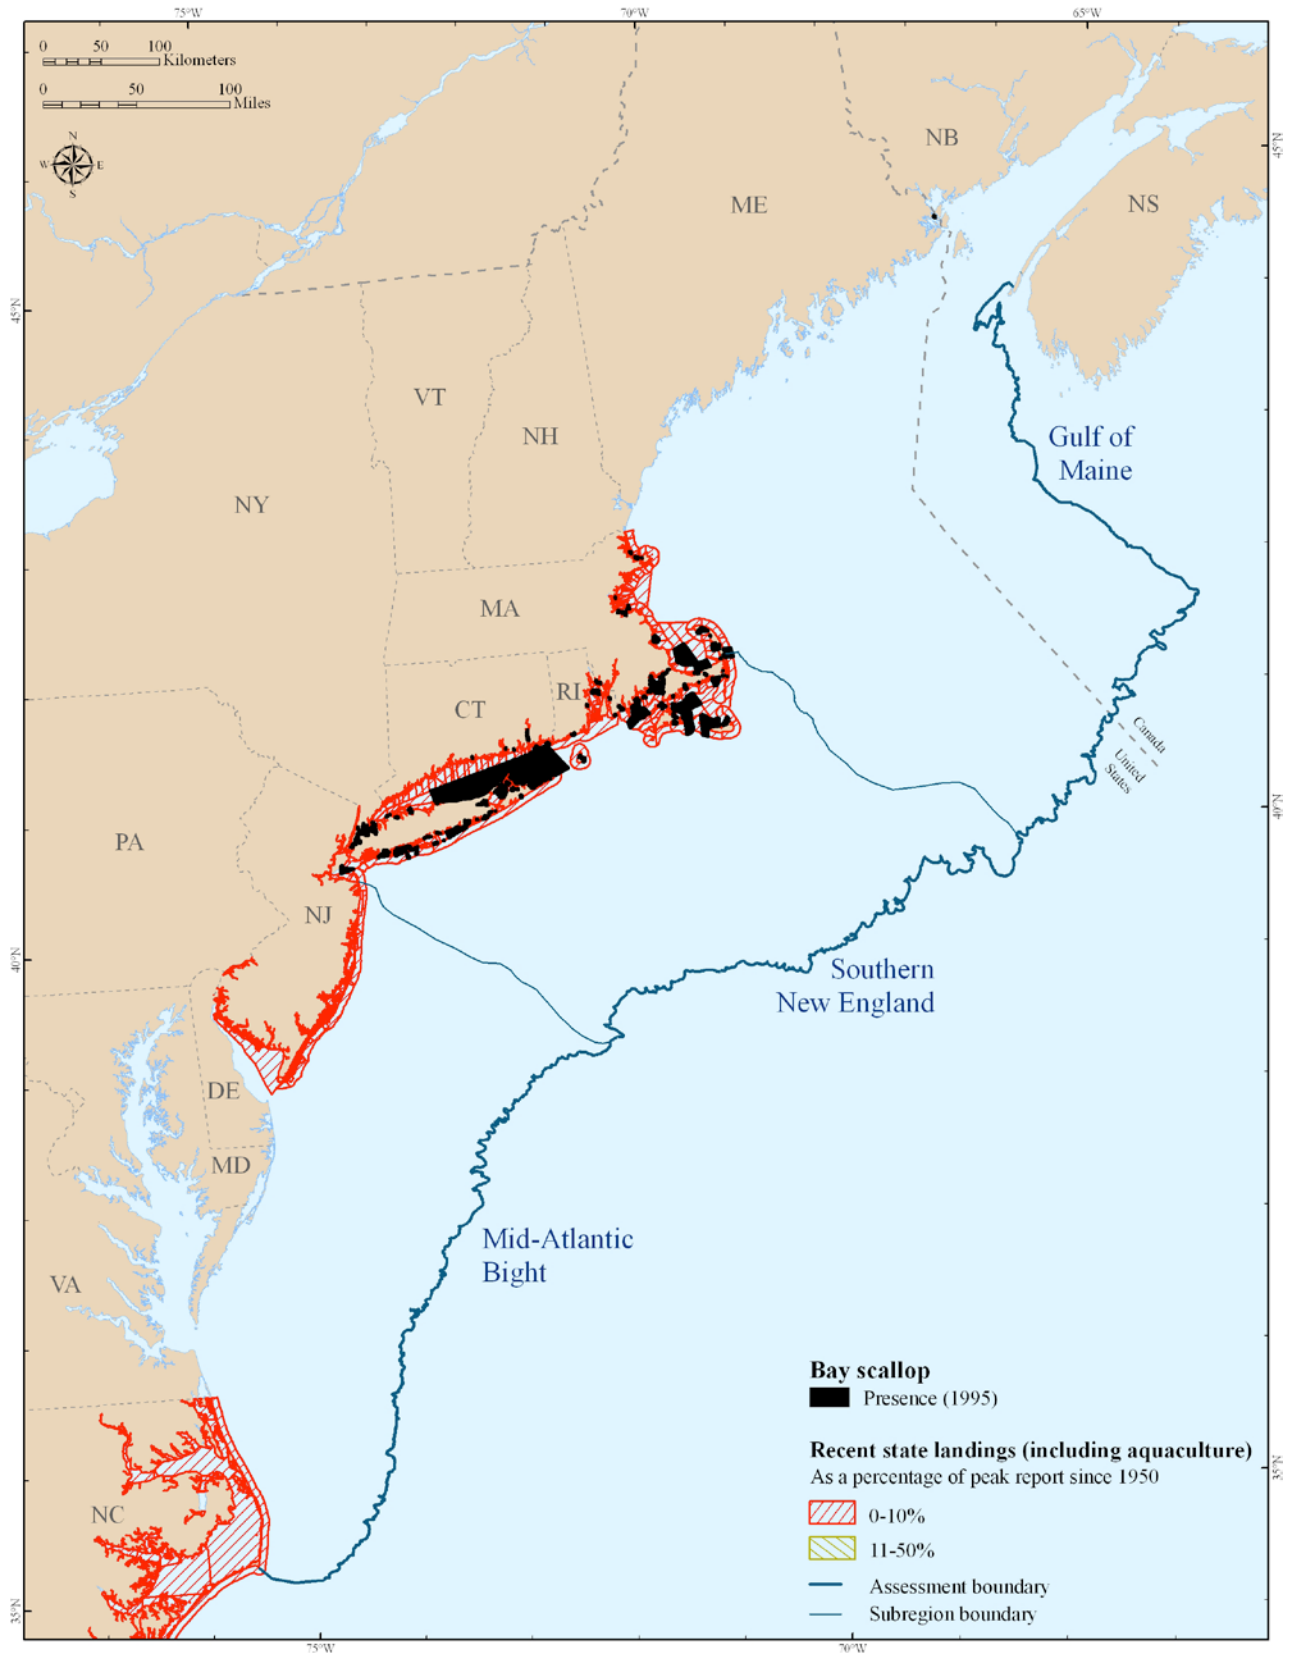 75°W 70°W 65°W
0 50 100
Kilometers
0 50 100
Miles
N
W E
S
45°N
NB
ME
NS
45°N
VT
NH
Gulf of
Maine
NY
MA
RI
CT
Canada
United
States
40°N
PA
NJ
40°N
Southern
New England
DE
MD
Mid-Atlantic
Bight
VA
Bay scallop
Presence (1995)
Recent state landings (including aquaculture)
As a percentage of peak report since 1950
35°N
NC
0-10%
11-50%
Assessment boundary
Subregion boundary
35°N
75°W 70°W